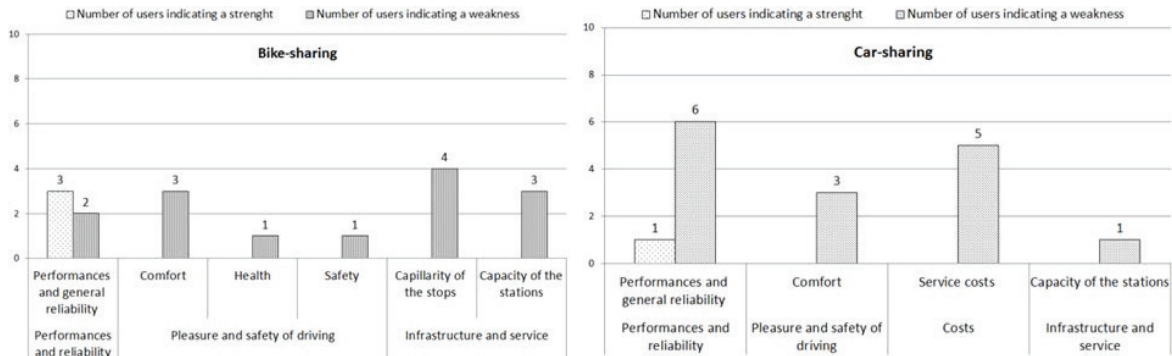 Number of users indicating a strenght Number of users indicating a weakness
Bike-sharing
10
8
6
4
2
0
3
2
3
1
1
4
3
Performances and general reliability
Comfort
Health
Safety
Capillarity of the stops
Capacity of the stations
Performances and reliability
Pleasure and safety of driving
Infrastructure and service
Number of users indicating a strenght Number of users indicating a weakness
Car-sharing
10
8
6
4
2
0
1
6
3
5
1
Performances and general reliability
Comfort
Service costs
Capacity of the stations
Performances and reliability
Pleasure and safety of driving
Costs
Infrastructure and service